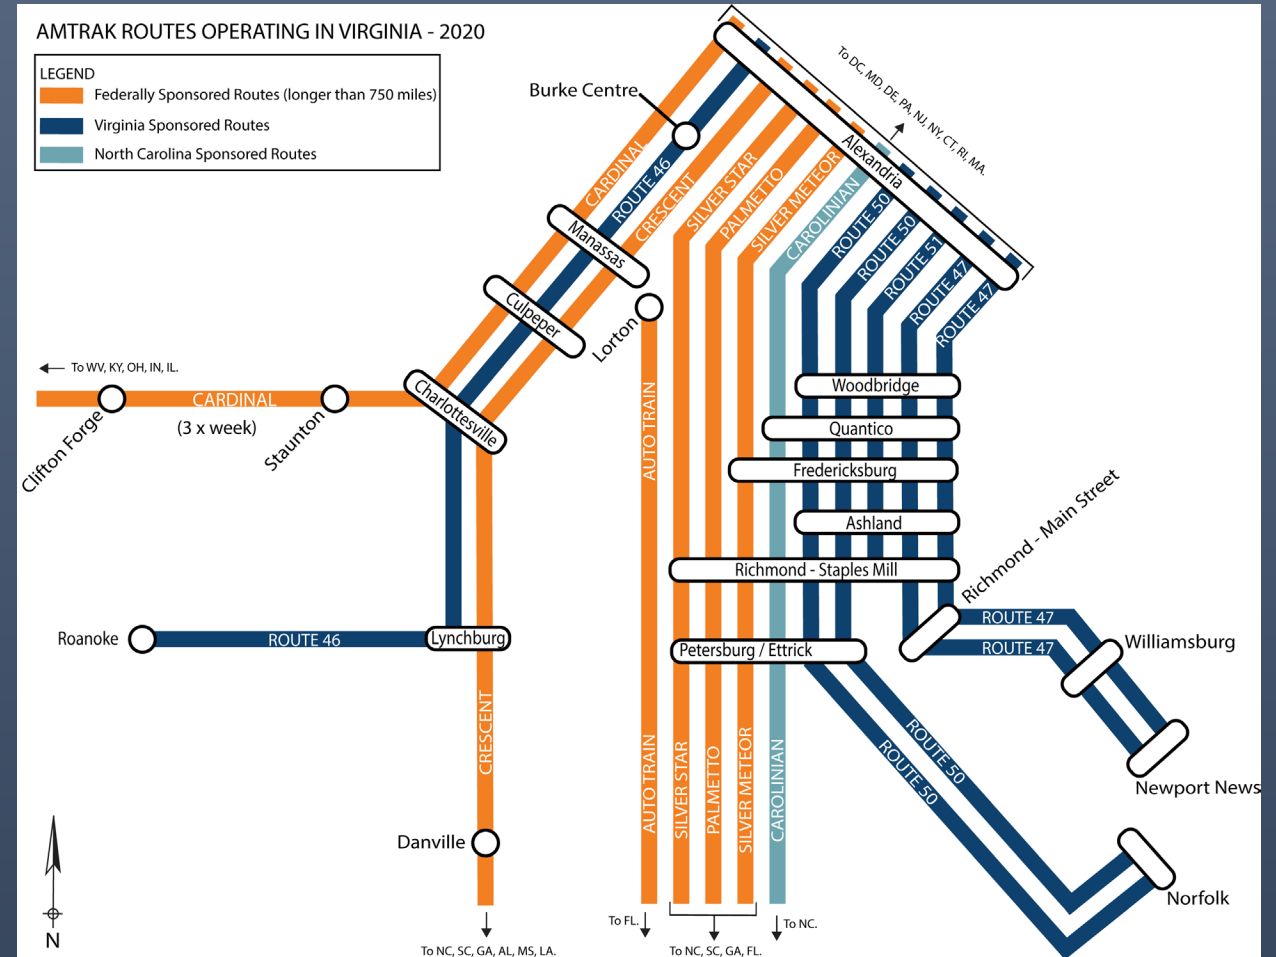 AMTRAK ROUTES OPERATING IN VIRGINIA - 2020
LEGEND
Federally Sponsored Routes (longer than 750 miles)
Virginia Sponsored Routes
North Carolina Sponsored Routes
To DC, MD, DE, PA, NJ, NY, CT, RI, MA.
Burke Centre
Alexandria
CARDINAL
ROUTE 46
CRESCENT
SILVER STAR
PALMETTO
SILVER METEOR
CAROLINIAN
ROUTE 50
ROUTE 50
ROUTE 51
ROUTE 47
ROUTE 47
Manassas
Culpeper
Lorton
Charlottesville
To WV, KY, OH, IN, IL.
CARDINAL
(3 x week)
Clifton Forge
Staunton
AUTO TRAIN
Woodbridge
Quantico
Fredericksburg
Ashland
Richmond - Staples Mill
Richmond - Main Street
ROUTE 47
ROUTE 47
Williamsburg
Newport News
Roanoke
ROUTE 46
Lynchburg
Petersburg / Ettrick
CRESCENT
AUTO TRAIN
SILVER STAR
PALMETTO
SILVER METEOR
CAROLINIAN
ROUTE 50
ROUTE 50
Danville
Norfolk
N
To NC, SC, GA, AL, MS, LA.
To FL.
To NC, SC, GA, FL.
To NC.